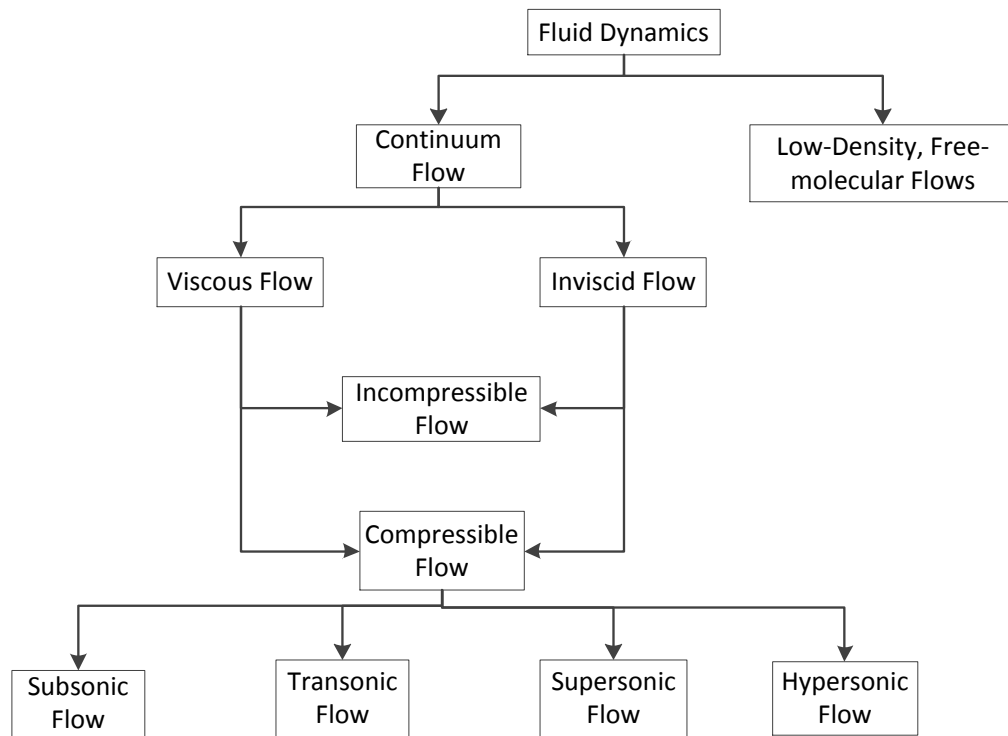 Fluid Dynamics
Continuum
Flow
Low-Density, Free-
molecular Flows
Viscous Flow
Inviscid Flow
Incompressible
Flow
Compressible
Flow
Subsonic
Flow
Transonic
Flow
Supersonic
Flow
Hypersonic
Flow